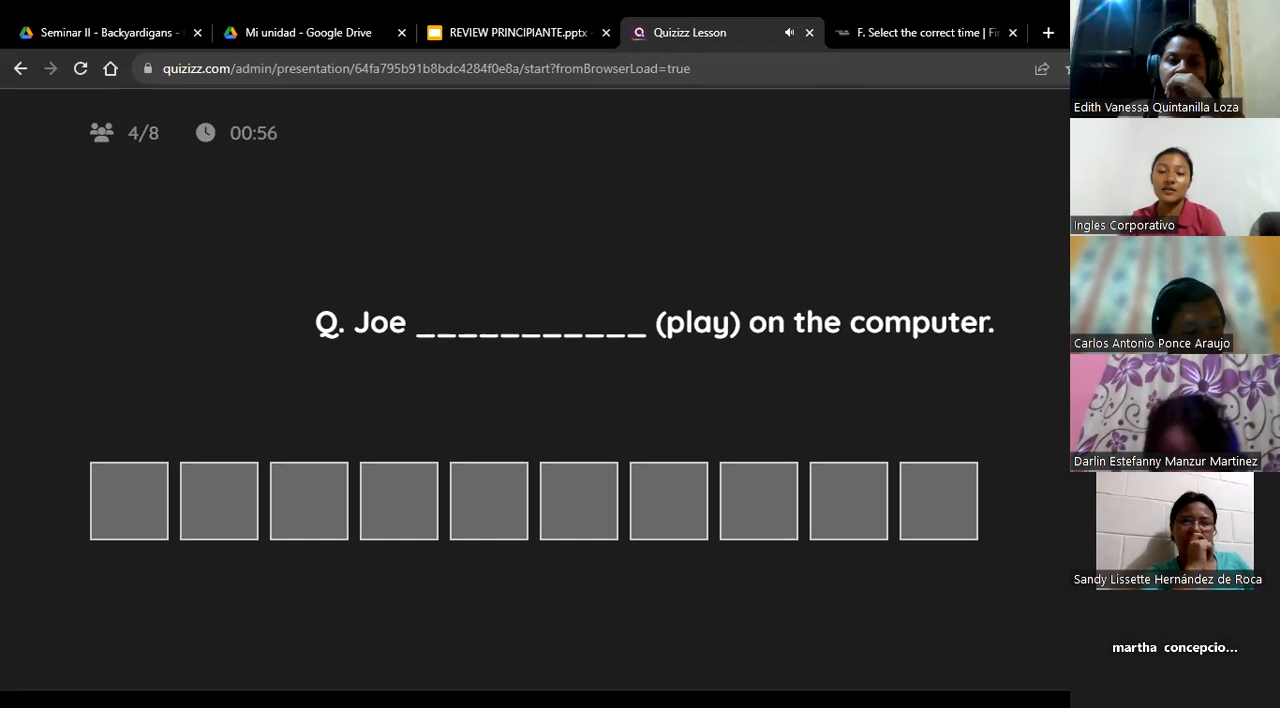 Seminar II - Backyardigans -
Mi unidad - Google Drive
REVIEW PRINCIPIANTE.pptx -
Quizizz Lesson
F. Select the correct time | Fi
quizizz.com/admin/presentation/64fa795b91b8bdc4284f0e8a/start?fromBrowserLoad=true
4/8 00:56
Q. Joe ___________ (play) on the computer.
Edith Vanessa Quintanilla Loza
Ingles Corporativo
Carlos Antonio Ponce Araujo
Darlin Estefanny Manzur Martinez
Sandy Lissette Hernández de Roca
martha concepcio...